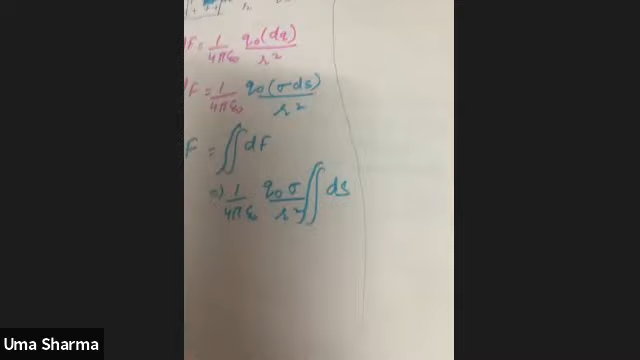 dF = 1/4πε₀ q₀(dq)/r²
dF = 1/4πε₀ q₀(σds)/r²
F = ∬ dF
⇒ 1/4πε₀ q₀σ/r² ∬ ds
Uma Sharma